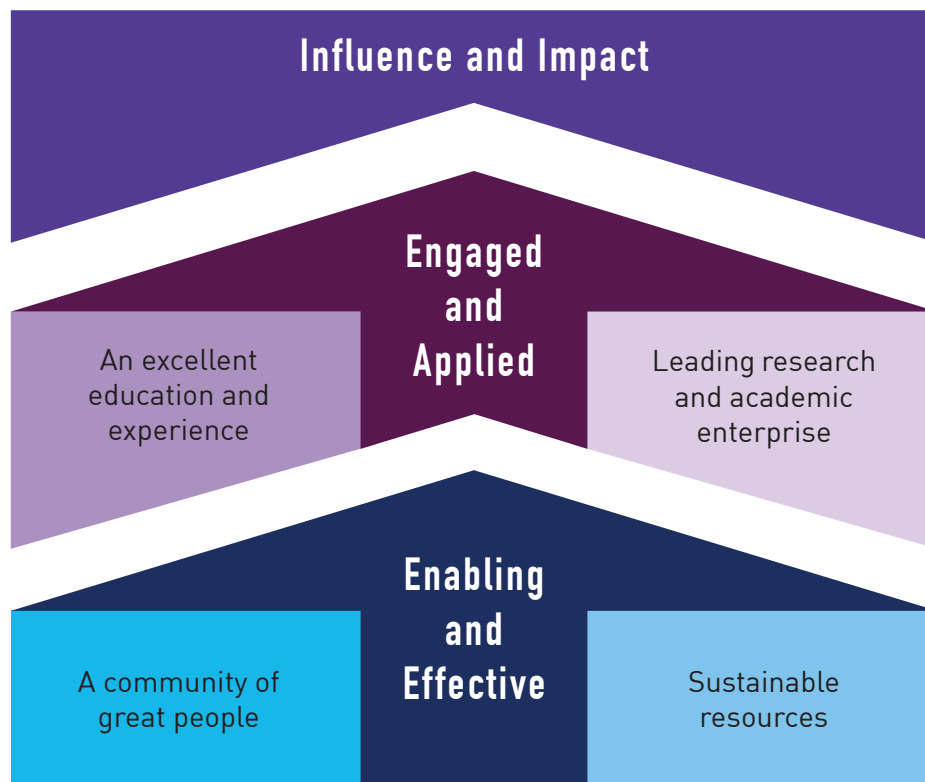 Influence and Impact
Engaged
and
Applied
An excellent
education and
experience
Leading research
and academic
enterprise
Enabling
and
Effective
A community of
great people
Sustainable
resources